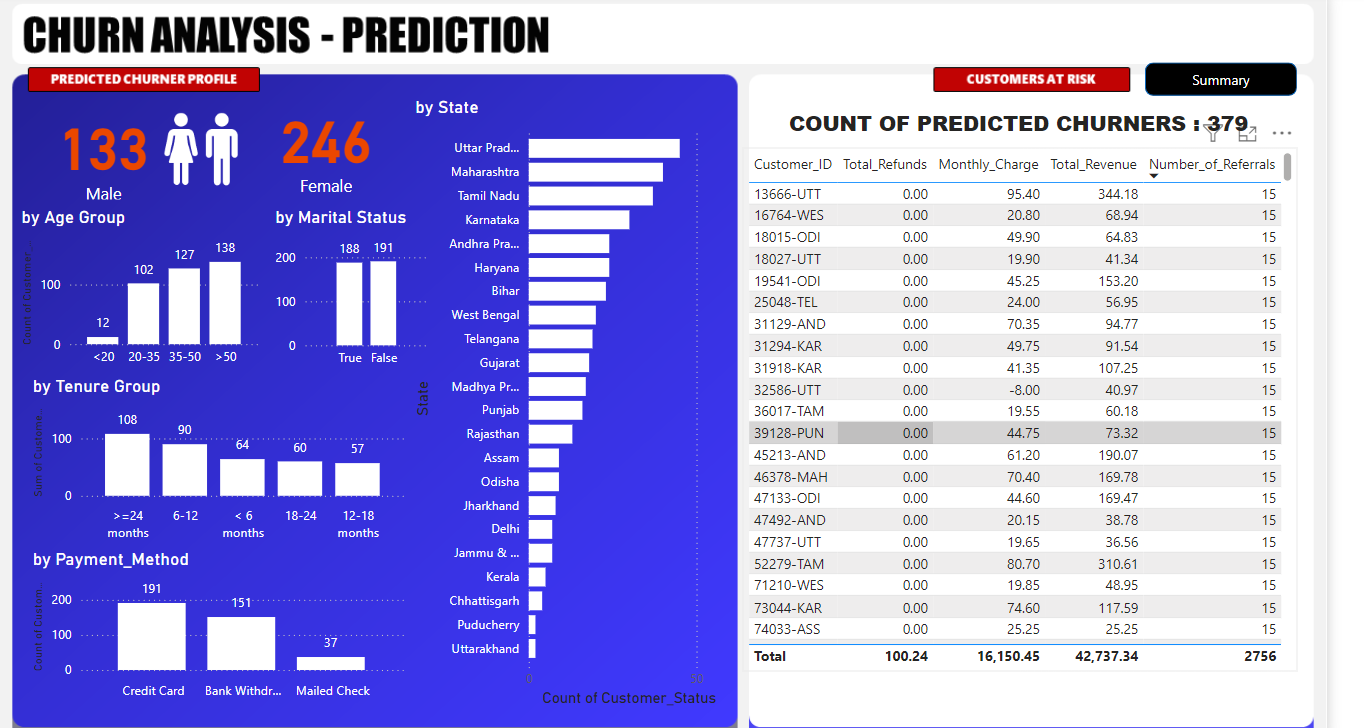 CHURN ANALYSIS - PREDICTION
PREDICTED CHURNER PROFILE
133
Male
246
Female
by Age Group
Count of Customer...
100
0
12
102
127
138
<20 20-35 35-50 >50
by Marital Status
200
100
0
188 191
True False
by Tenure Group
Sum of Custome...
100
0
108
90
64
60
57
>=24 months
6-12
< 6 months
18-24
12-18 months
by Payment_Method
Count of Custom...
200
100
0
191
151
37
Credit Card Bank Withdr... Mailed Check
by State
State
Uttar Prad...
Maharashtra
Tamil Nadu
Karnataka
Andhra Pra...
Haryana
Bihar
West Bengal
Telangana
Gujarat
Madhya Pr...
Punjab
Rajasthan
Assam
Odisha
Jharkhand
Delhi
Jammu & ...
Kerala
Chhattisgarh
Puducherry
Uttarakhand
0 50
Count of Customer_Status
CUSTOMERS AT RISK
Summary
COUNT OF PREDICTED CHURNERS : 379
Customer_ID Total_Refunds Monthly_Charge Total_Revenue Number_of_Referrals
13666-UTT 0.00 95.40 344.18 15
16764-WES 0.00 20.80 68.94 15
18015-ODI 0.00 49.90 64.83 15
18027-UTT 0.00 19.90 41.34 15
19541-ODI 0.00 45.25 153.20 15
25048-TEL 0.00 24.00 56.95 15
31129-AND 0.00 70.35 94.77 15
31294-KAR 0.00 49.75 91.54 15
31918-KAR 0.00 41.35 107.25 15
32586-UTT 0.00 -8.00 40.97 15
36017-TAM 0.00 19.55 60.18 15
39128-PUN 0.00 44.75 73.32 15
45213-AND 0.00 61.20 190.07 15
46378-MAH 0.00 70.40 169.78 15
47133-ODI 0.00 44.60 169.47 15
47492-AND 0.00 20.15 38.78 15
47737-UTT 0.00 19.65 36.56 15
52279-TAM 0.00 80.70 310.61 15
71210-WES 0.00 19.85 48.95 15
73044-KAR 0.00 74.60 117.59 15
74033-ASS 0.00 25.25 25.25 15
Total 100.24 16,150.45 42,737.34 2756